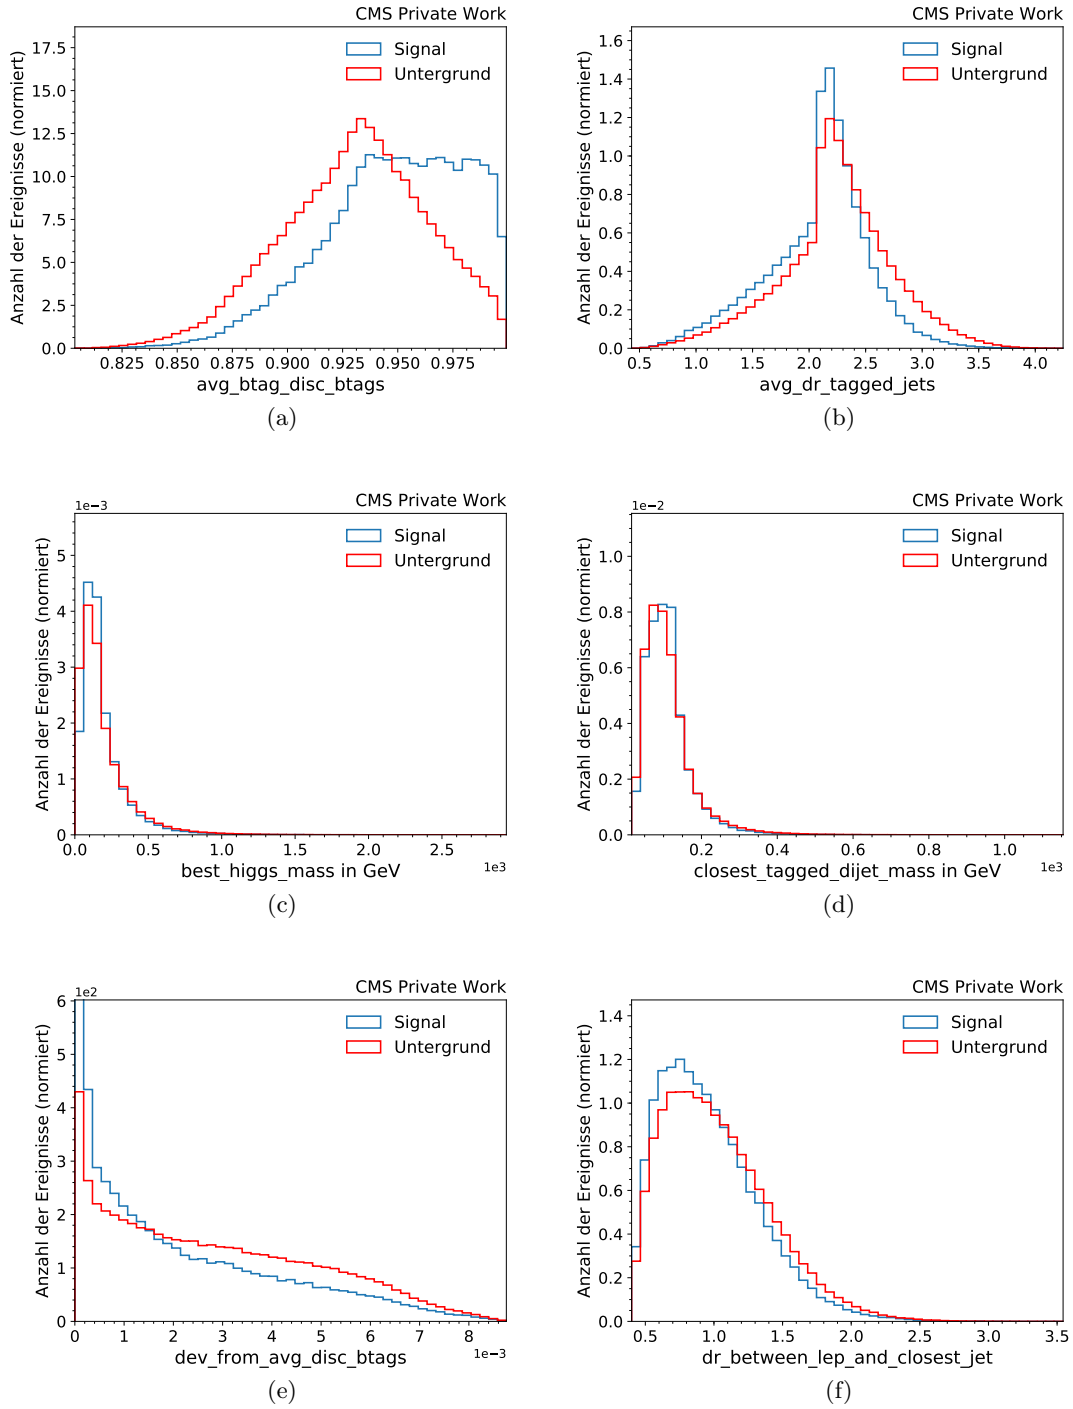 CMS Private Work
Anzahl der Ereignisse (normiert)
17.5
15.0
12.5
10.0
7.5
5.0
2.5
0.0
Signal
Untergrund
0.825 0.850 0.875 0.900 0.925 0.950 0.975
avg_btag_disc_btags
(a)
CMS Private Work
Anzahl der Ereignisse (normiert)
1.6
1.4
1.2
1.0
0.8
0.6
0.4
0.2
0.0
Signal
Untergrund
0.5 1.0 1.5 2.0 2.5 3.0 3.5 4.0
avg_dr_tagged_jets
(b)
CMS Private Work
1e−3
Anzahl der Ereignisse (normiert)
5
4
3
2
1
0
Signal
Untergrund
0.0 0.5 1.0 1.5 2.0 2.5
best_higgs_mass in GeV
1e3
(c)
CMS Private Work
1e−2
Anzahl der Ereignisse (normiert)
1.0
0.8
0.6
0.4
0.2
0.0
Signal
Untergrund
0.2 0.4 0.6 0.8 1.0
closest_tagged_dijet_mass in GeV
1e3
(d)
CMS Private Work
1e2
Anzahl der Ereignisse (normiert)
6
5
4
3
2
1
0
Signal
Untergrund
0 1 2 3 4 5 6 7 8
dev_from_avg_disc_btags
1e−3
(e)
CMS Private Work
Anzahl der Ereignisse (normiert)
1.4
1.2
1.0
0.8
0.6
0.4
0.2
0.0
Signal
Untergrund
0.5 1.0 1.5 2.0 2.5 3.0 3.5
dr_between_lep_and_closest_jet
(f)